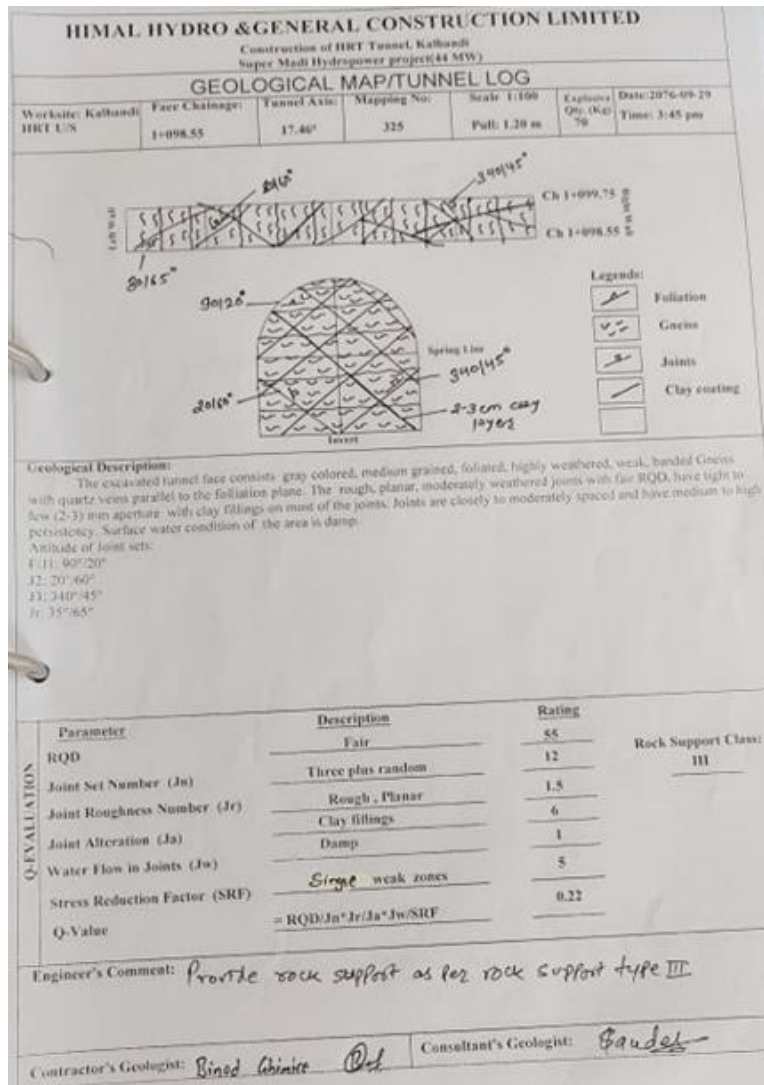 HIMAL HYDRO &GENERAL CONSTRUCTION LIMITED
Construction of HRT Tunnel, Kalbandi
Super Madi Hydropower project(44 MW)
GEOLOGICAL MAP/TUNNEL LOG
Worksite: Kalbandi HRT U/S
Face Chainage: 1+098.55
Tunnel Axis: 17.46°
Mapping No: 325
Scale 1:100
Pull: 1.20 m
Explosive Qty. (Kg) 70
Date:2076-09-29
Time: 3:45 pm
340/45°
Ch 1+099.75
Left Wall
Right Wall
Ch 1+098.55
80/65°
90/20°
Legends:
Foliation
Gneiss
Spring Line
340/45°
Joints
Clay coating
20/60°
2-3 cm clay
layer
Invert
Geological Description:
The excavated tunnel face consists gray colored, medium grained, foliated, highly weathered, weak, banded Gneiss
with quartz veins parallel to the foiliation plane. The rough, planar, moderately weathered joints with fair RQD, have tight to
few (2-3) mm aperture with clay fillings on most of the joints. Joints are closely to moderately spaced and have medium to high
persistency. Surface water condition of the area is damp.
Attitude of Joint sets:
F/J1: 90°/20°
J2: 20°/60°
J3: 340°/45°
Jr: 35°/65°
Q-EVALUATION
Parameter Description Rating
RQD Fair 55
Rock Support Class:
III
Joint Set Number (Jn) Three plus random 12
Joint Roughness Number (Jr) Rough , Planar 1.5
Joint Alteration (Ja) Clay fillings 6
Water Flow in Joints (Jw) Damp 1
Stress Reduction Factor (SRF) Single weak zones 5
Q-Value = RQD/Jn*Jr/Ja*Jw/SRF 0.22
Engineer's Comment: Provide rock support as per rock support type III
Contractor's Geologist: Binod Ghimire
Consultant's Geologist: